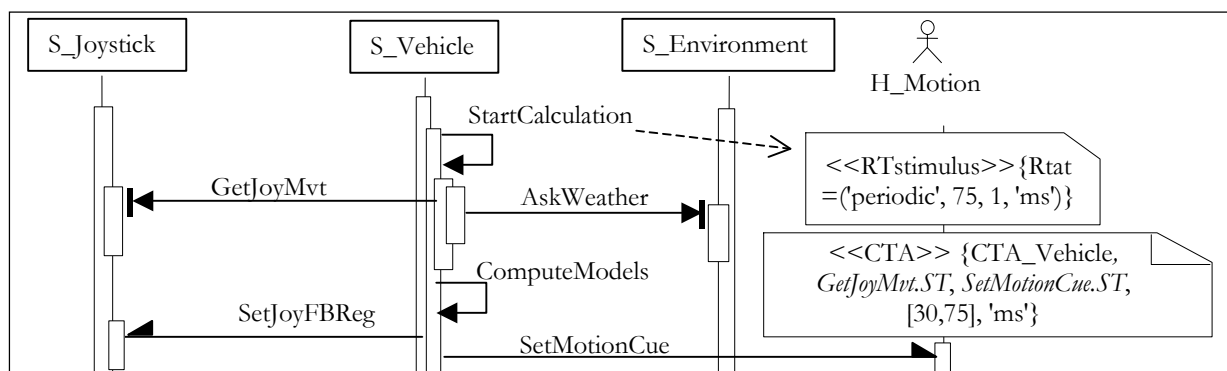 S_Joystick
S_Vehicle
S_Environment
H_Motion
StartCalculation
<<RTstimulus>>{Rtat
=('periodic', 75, 1, 'ms')}
GetJoyMvt
AskWeather
<<CTA>> {CTA_Vehicle,
GetJoyMvt.ST, SetMotionCue.ST,
[30,75], 'ms'}
ComputeModels
SetJoyFBReg
SetMotionCue